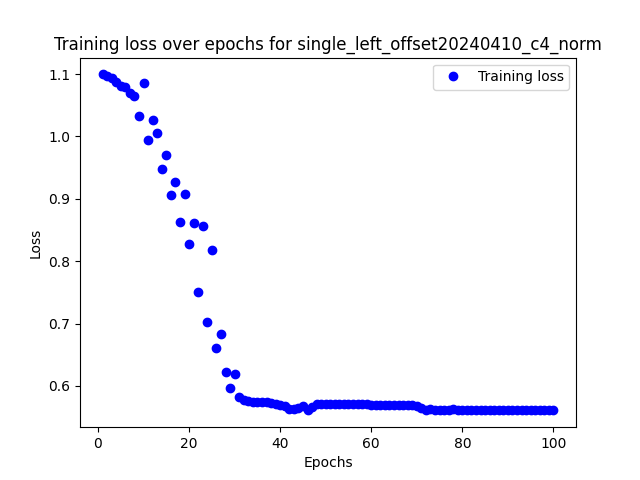 Training loss over epochs for single_left_offset20240410_c4_norm
Training loss
Loss
1.1
1.0
0.9
0.8
0.7
0.6
0 20 40 60 80 100
Epochs